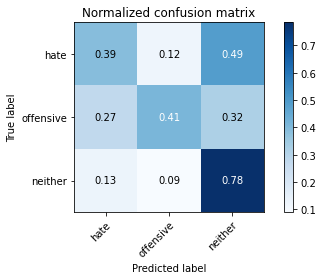 Normalized confusion matrix
hate 0.39 0.12 0.49
offensive 0.27 0.41 0.32
neither 0.13 0.09 0.78
hate offensive neither
True label
Predicted label
0.7
0.6
0.5
0.4
0.3
0.2
0.1